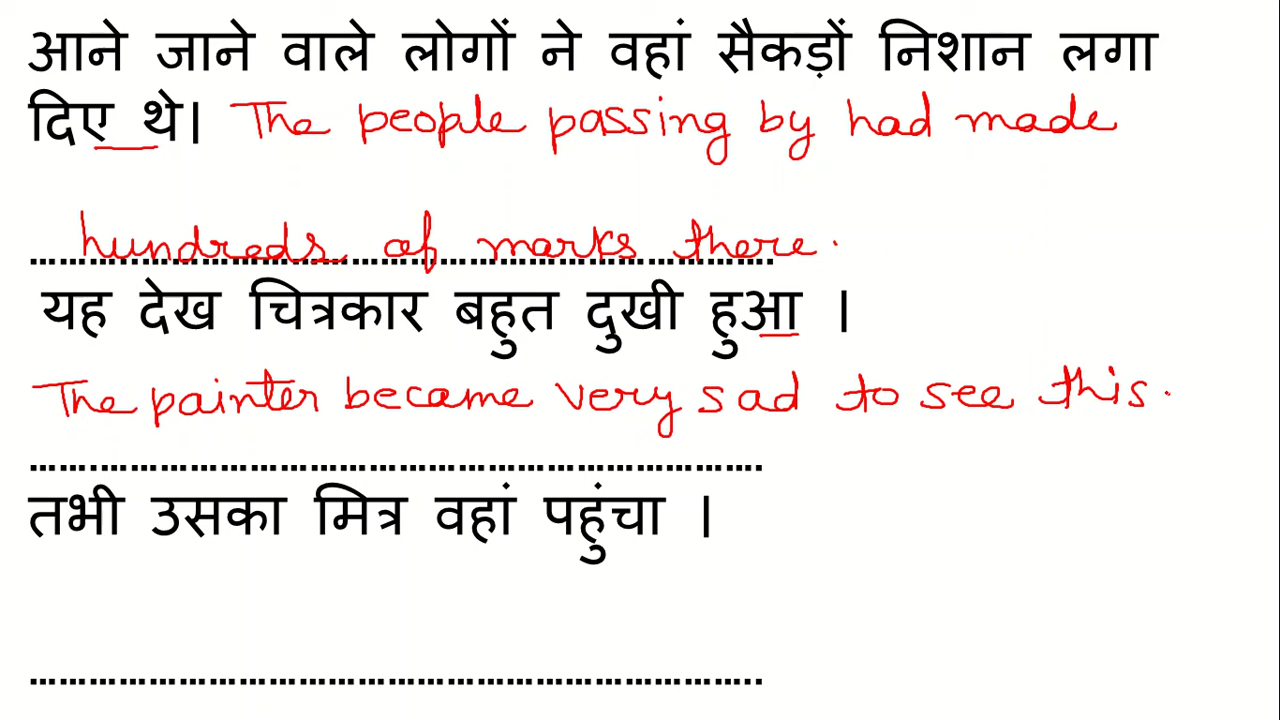 आने जाने वाले लोगों ने वहां सैकड़ों निशान लगा
दिए थे। The people passing by had made
hundreds of marks there.
यह देख चित्रकार बहुत दुखी हुआ ।
The painter became very sad to see this.
तभी उसका मित्र वहां पहुंचा ।